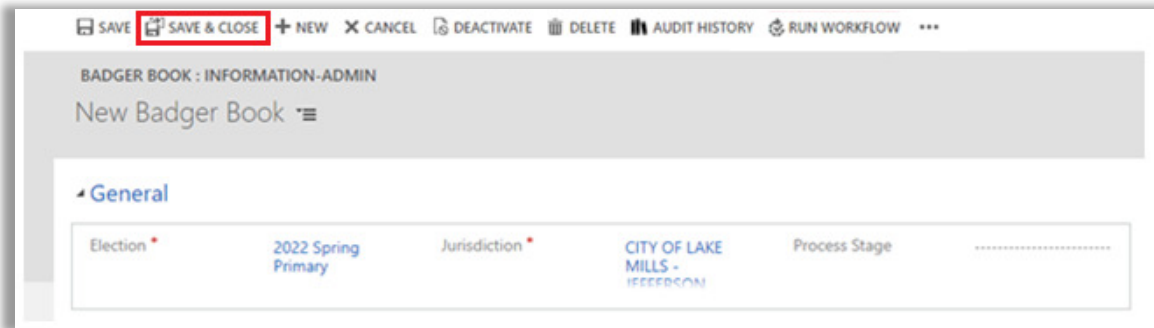 SAVE SAVE & CLOSE + NEW X CANCEL DEACTIVATE DELETE AUDIT HISTORY RUN WORKFLOW •••
BADGER BOOK : INFORMATION-ADMIN
New Badger Book
General
Election * 2022 Spring Primary
Jurisdiction * CITY OF LAKE MILLS - JEFFERSON
Process Stage ------------------------